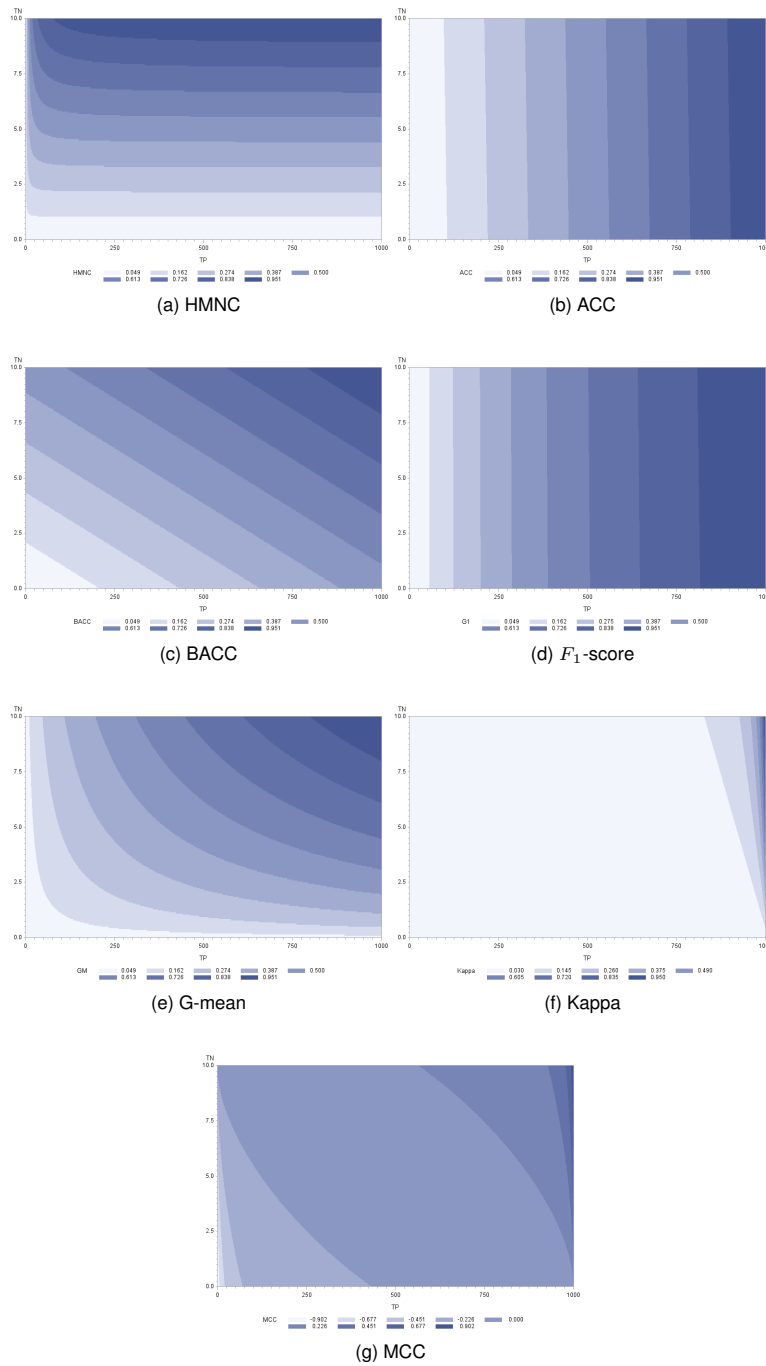 TN
10.0
7.5
5.0
2.5
0.0
0 250 500 750 1000
TP
HMNC 0.049 0.162 0.274 0.387 0.500
0.613 0.726 0.838 0.951
(a) HMNC
TN
10.0
7.5
5.0
2.5
0.0
0 250 500 750 10
TP
ACC 0.049 0.162 0.274 0.387 0.500
0.613 0.726 0.838 0.951
(b) ACC
TN
10.0
7.5
5.0
2.5
0.0
0 250 500 750 1000
TP
BACC 0.049 0.162 0.274 0.387 0.500
0.613 0.726 0.838 0.951
(c) BACC
TN
10.0
7.5
5.0
2.5
0.0
0 250 500 750 10
TP
G1 0.049 0.162 0.275 0.387 0.500
0.613 0.726 0.838 0.951
(d) F₁-score
TN
10.0
7.5
5.0
2.5
0.0
0 250 500 750 1000
TP
GM 0.049 0.162 0.274 0.387 0.500
0.613 0.726 0.838 0.951
(e) G-mean
TN
10.0
7.5
5.0
2.5
0.0
0 250 500 750 10
TP
Kappa 0.030 0.145 0.260 0.375 0.490
0.605 0.720 0.835 0.950
(f) Kappa
TN
10.0
7.5
5.0
2.5
0.0
0 250 500 750 1000
TP
MCC -0.902 -0.677 -0.451 -0.226 0.000
0.226 0.451 0.677 0.902
(g) MCC